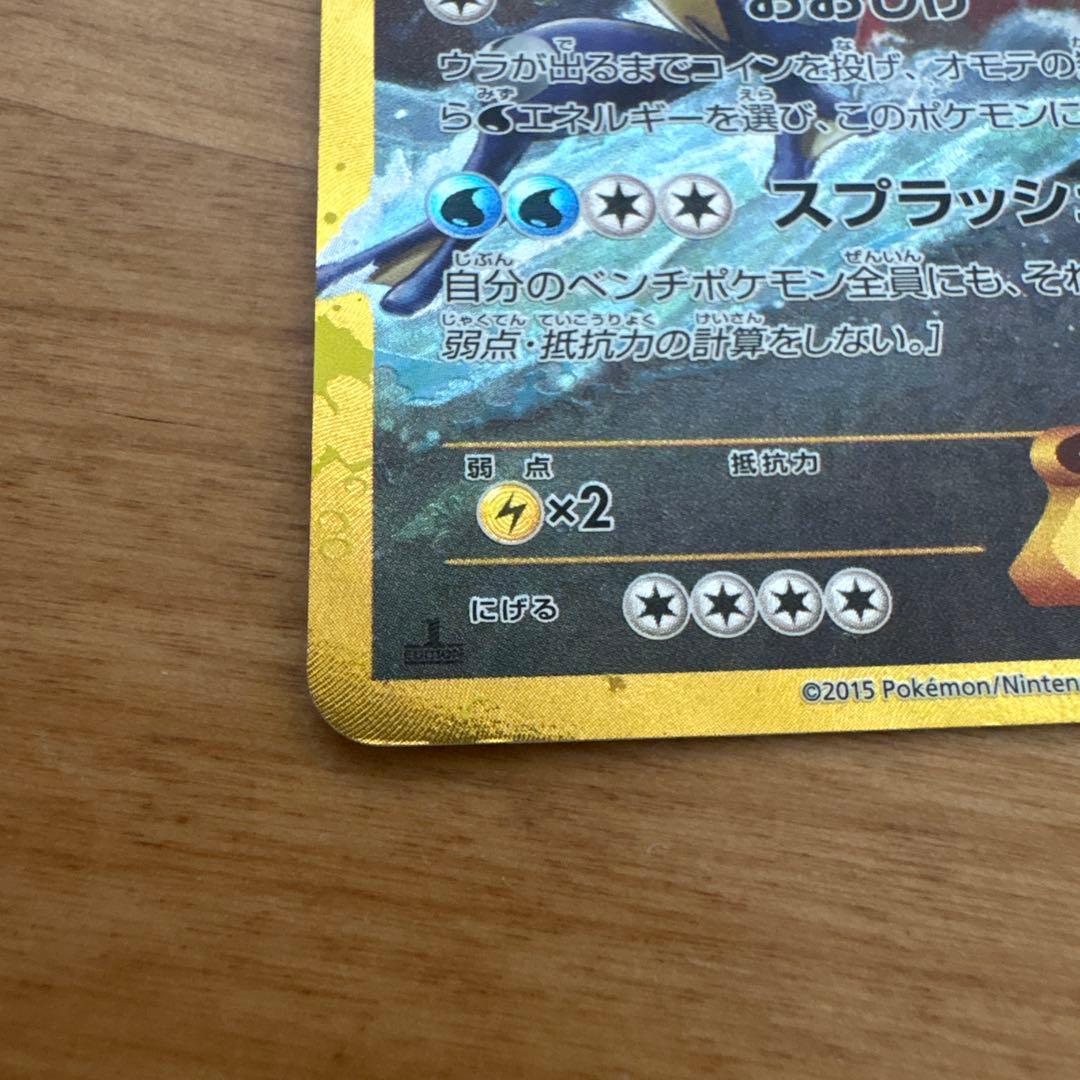 ウラが出るまでコインを投げ、オモテの
らエネルギーを選び、このポケモンに
スプラッシュ
自分のベンチポケモン全員にも、それ
弱点・抵抗力の計算をしない。]
弱点 抵抗力
×2
にげる
1 EDITION
©2015 Pokémon/Ninten